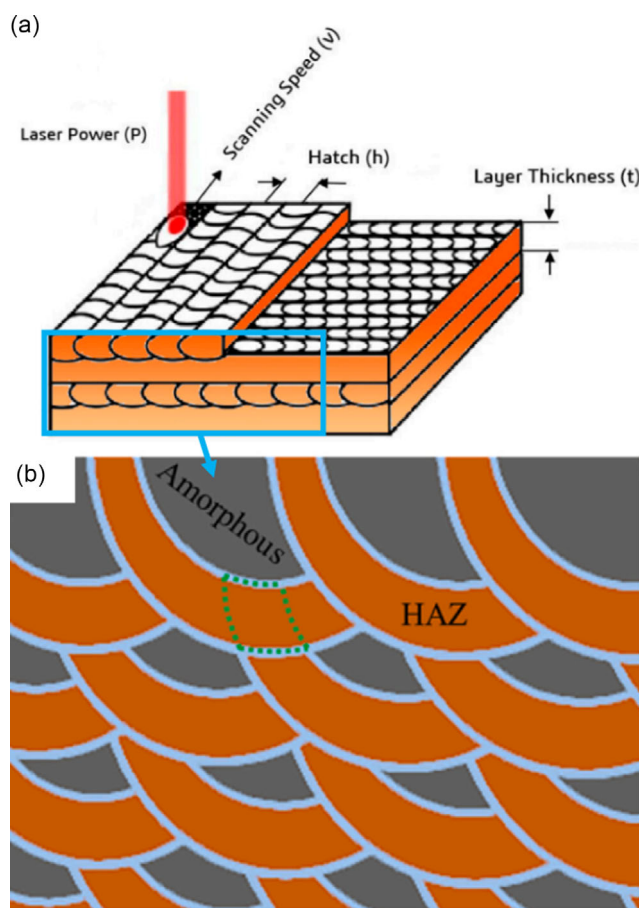 (a)
Scanning Speed (v)
Laser Power (P)
Hatch (h)
Layer Thickness (t)
(b)
Amorphous
HAZ